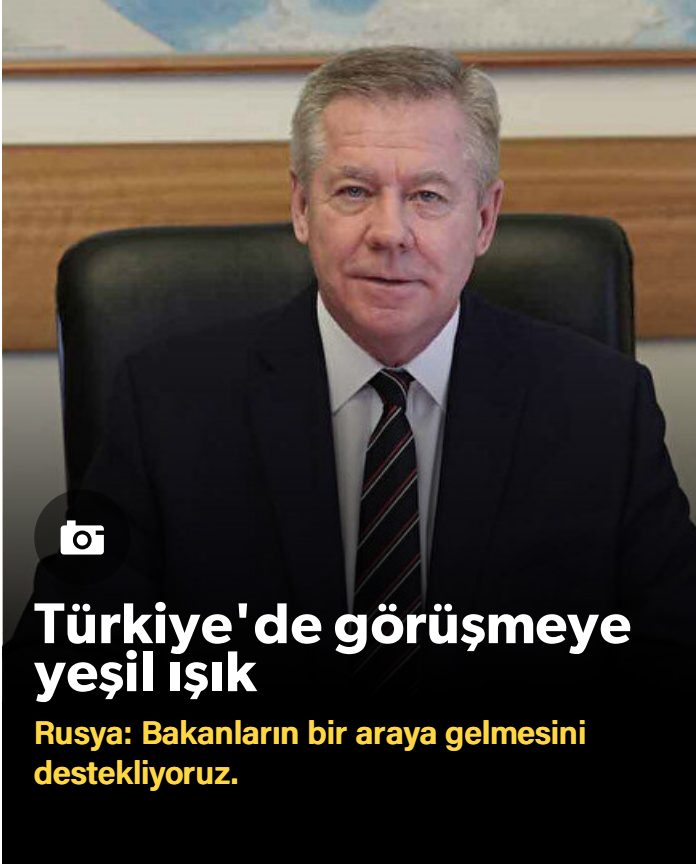 Türkiye'de görüşmeye
yeşil ışık
Rusya: Bakanların bir araya gelmesini
destekliyoruz.